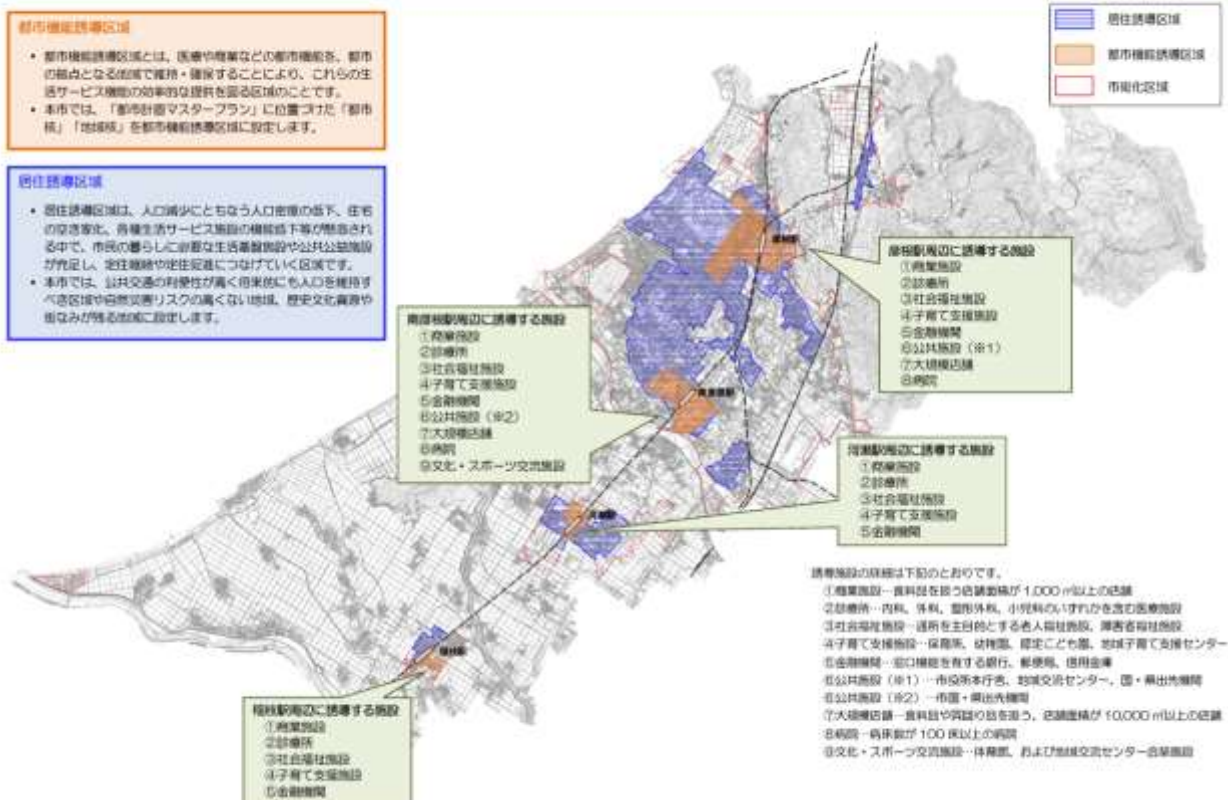 都市機能誘導区域
• 都市機能誘導区域とは、医療や商業などの都市機能を、都市
の拠点となる地域で維持・確保することにより、これらの生
活サービス機能の効率的な提供を図る区域のことです。
• 本市では、「都市計画マスタープラン」に位置づけた「都市
核」「地域核」を都市機能誘導区域に設定します。
居住誘導区域
• 居住誘導区域は、人口減少にともなう人口密度の低下、住宅
の空き家化、各種生活サービス施設の機能低下等が懸念され
る中で、市民の暮らしに必要な生活基盤施設や公共公益施設
が充足し、定住継続や定住促進につなげていく区域です。
• 本市では、公共交通の利便性が高く将来的にも人口を維持す
べき区域や自然災害リスクの高くない地域、歴史文化資源や
街なみが残る地域に設定します。
居住誘導区域
都市機能誘導区域
市街化区域
彦根駅
彦根駅周辺に誘導する施設
①商業施設
②診療所
③社会福祉施設
④子育て支援施設
⑤金融機関
⑥公共施設（※1）
⑦大規模店舗
⑧病院
南彦根駅周辺に誘導する施設
①商業施設
②診療所
③社会福祉施設
④子育て支援施設
⑤金融機関
⑥公共施設（※2）
⑦大規模店舗
⑧病院
⑨文化・スポーツ交流施設
南彦根駅
河瀬駅周辺に誘導する施設
①商業施設
②診療所
③社会福祉施設
④子育て支援施設
⑤金融機関
河瀬駅
稲枝駅
稲枝駅周辺に誘導する施設
①商業施設
②診療所
③社会福祉施設
④子育て支援施設
⑤金融機関
誘導施設の詳細は下記のとおりです。
①商業施設…食料品を扱う店舗面積が 1,000 ㎡以上の店舗
②診療所…内科、外科、整形外科、小児科のいずれかを含む医療施設
③社会福祉施設…通所を主目的とする老人福祉施設、障害者福祉施設
④子育て支援施設…保育所、幼稚園、認定こども園、地域子育て支援センター
⑤金融機関…窓口機能を有する銀行、郵便局、信用金庫
⑥公共施設（※1）…市役所本庁舎、地域交流センター、国・県出先機関
⑥公共施設（※2）…市国・県出先機関
⑦大規模店舗…食料品や買回り品を扱う、店舗面積が 10,000 ㎡以上の店舗
⑧病院…病床数が 100 床以上の病院
⑨文化・スポーツ交流施設…体育館、および地域交流センター会業施設